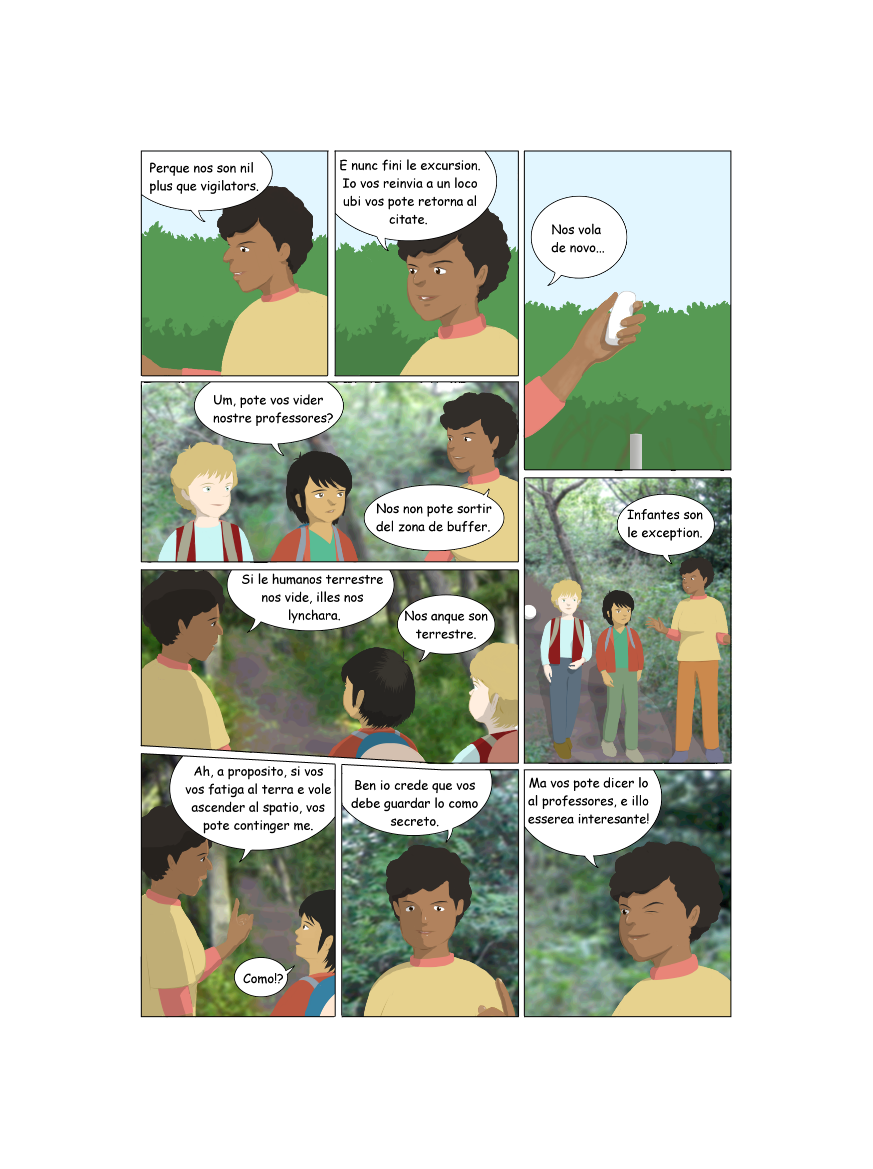 Perque nos son nil
plus que vigilators.
E nunc fini le excursion.
Io vos reinvia a un loco
ubi vos pote retorna al
citate.
Nos vola
de novo...
Um, pote vos vider
nostre professores?
Nos non pote sortir
del zona de buffer.
Infantes son
le exception.
Si le humanos terrestre
nos vide, illes nos
lynchara.
Nos anque son
terrestre.
Ah, a proposito, si vos
vos fatiga al terra e vole
ascender al spatio, vos
pote continger me.
Como!?
Ben io crede que vos
debe guardar lo como
secreto.
Ma vos pote dicer lo
al professores, e illo
esserea interesante!